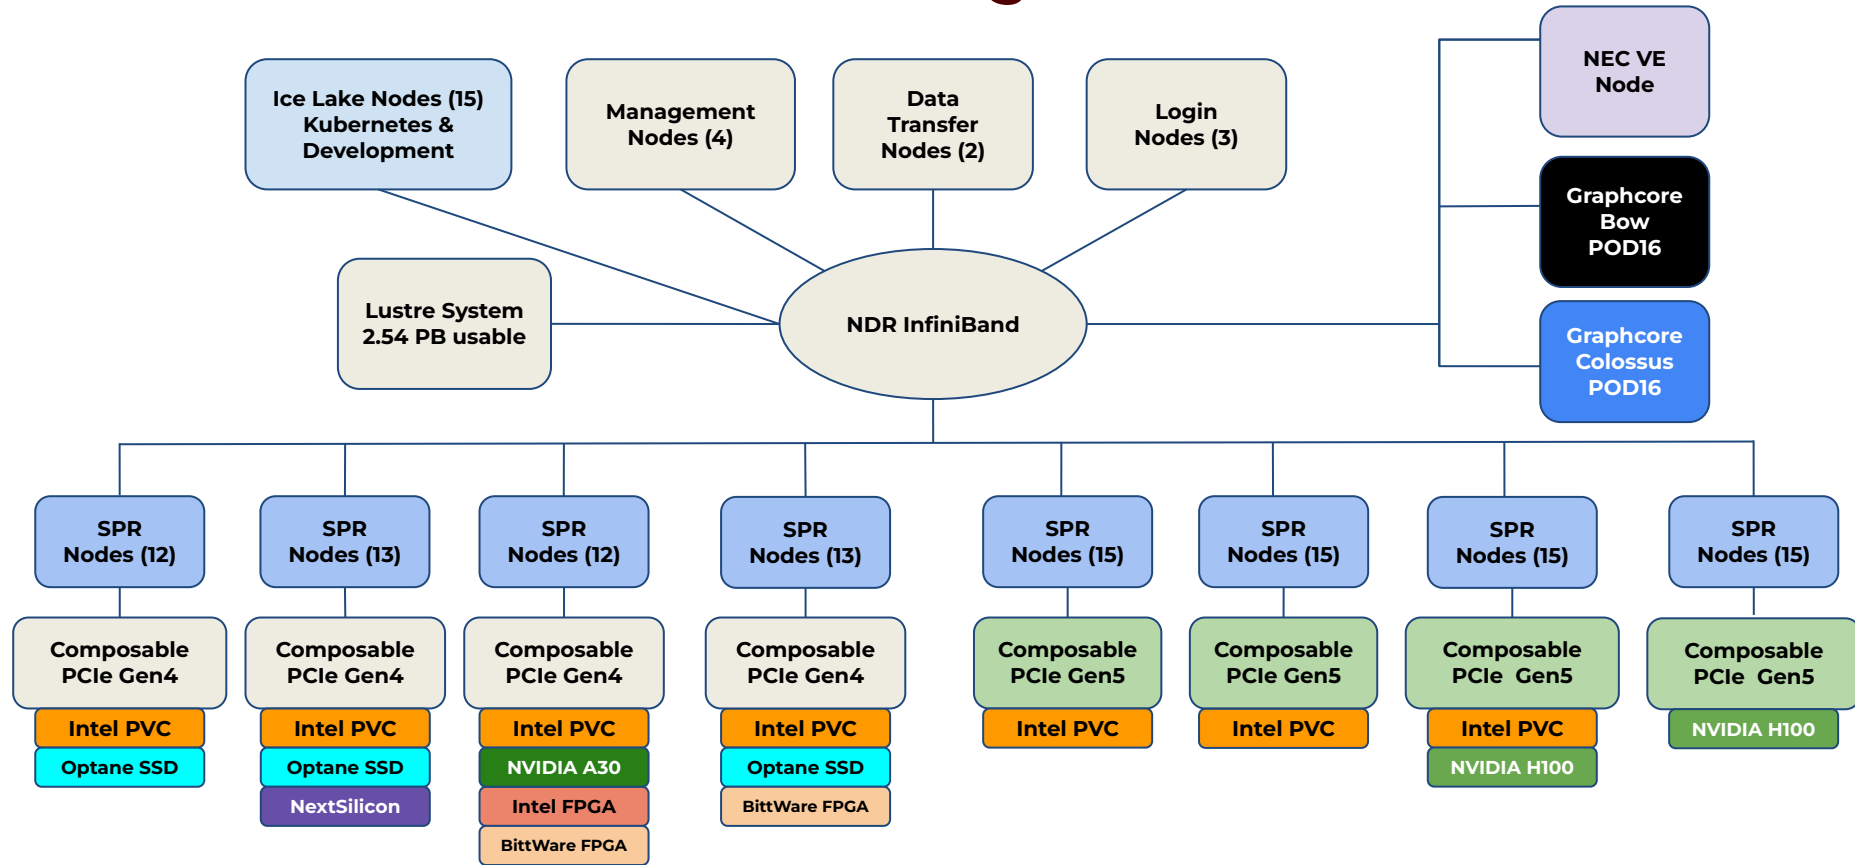 Ice Lake Nodes (15)
Kubernetes &
Development
Management
Nodes (4)
Data
Transfer
Nodes (2)
Login
Nodes (3)
NEC VE
Node
Graphcore
Bow
POD16
Graphcore
Colossus
POD16
Lustre System
2.54 PB usable
NDR InfiniBand
SPR
Nodes (12)
SPR
Nodes (13)
SPR
Nodes (12)
SPR
Nodes (13)
SPR
Nodes (15)
SPR
Nodes (15)
SPR
Nodes (15)
SPR
Nodes (15)
Composable
PCIe Gen4
Composable
PCIe Gen4
Composable
PCIe Gen4
Composable
PCIe Gen4
Composable
PCIe Gen5
Composable
PCIe Gen5
Composable
PCIe Gen5
Composable
PCIe Gen5
Intel PVC
Optane SSD
Intel PVC
Optane SSD
NextSilicon
Intel PVC
NVIDIA A30
Intel FPGA
BittWare FPGA
Intel PVC
Optane SSD
BittWare FPGA
Intel PVC
Intel PVC
Intel PVC
NVIDIA H100
NVIDIA H100